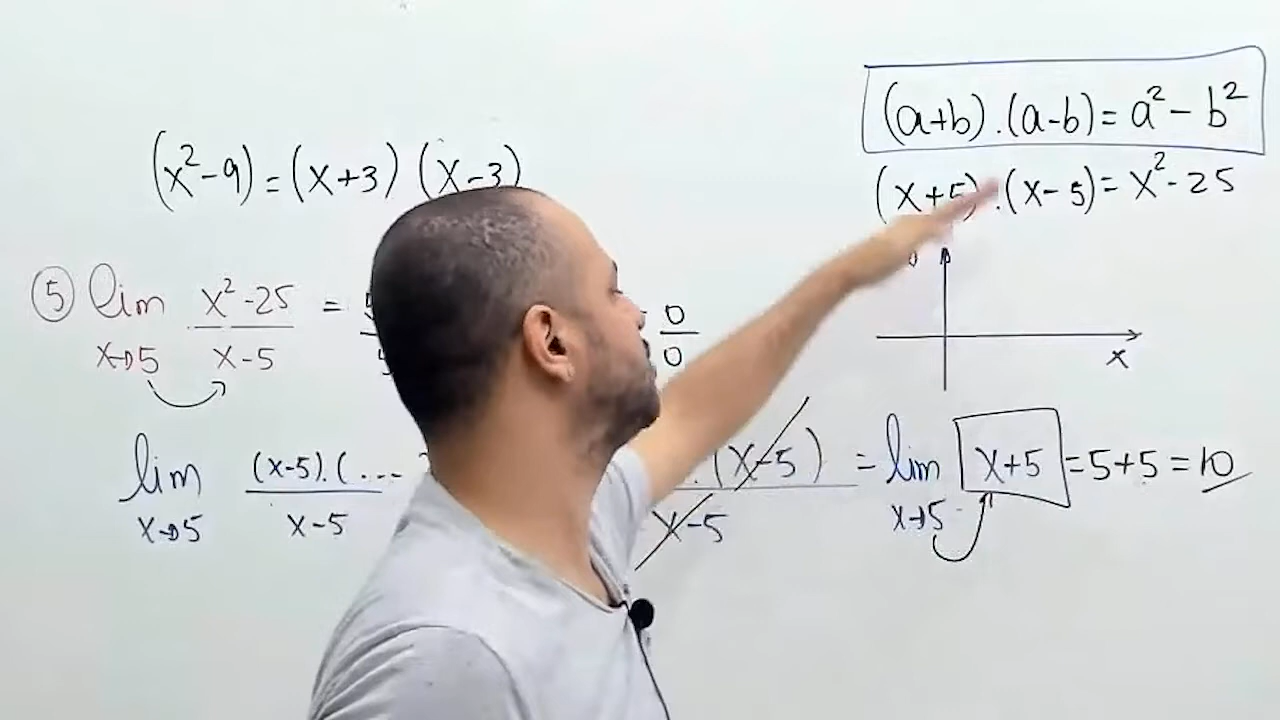 (a+b).(a-b)=a²-b²
(x²-9)=(x+3)(x-3)
(x+5).(x-5)=x²-25
⑤ lim x→5 x²-25 / x-5 = 0/0
x
lim x→5 (x-5).(.... / x-5 .(x-5) / x-5 = lim x→5 x+5 =5+5=10